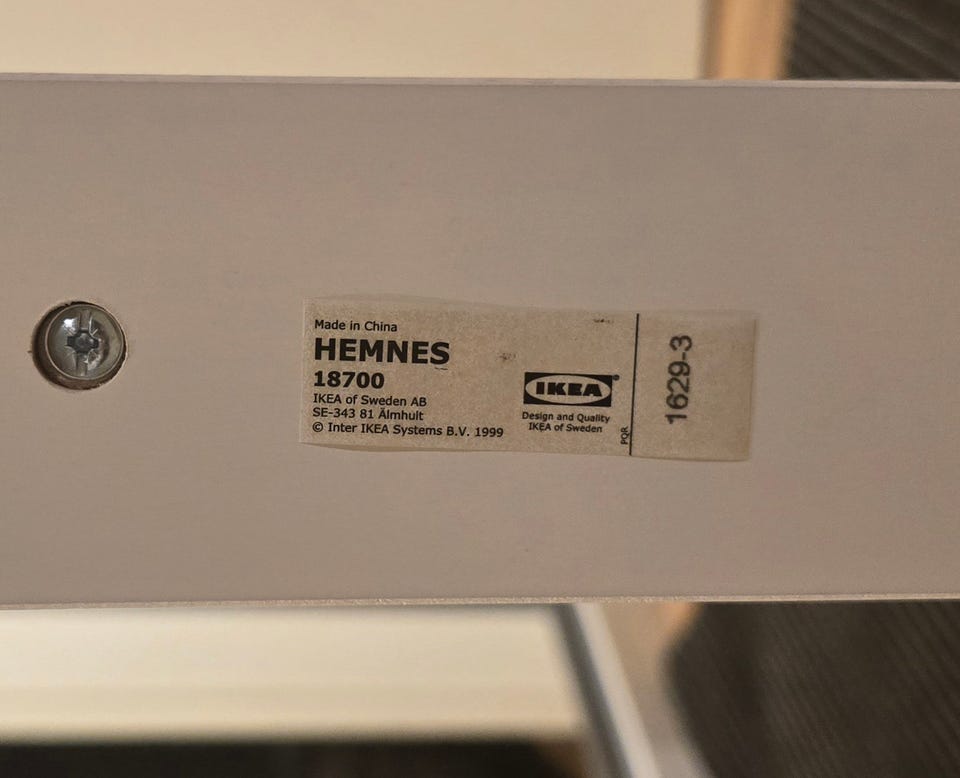 Made in China
HEMNES
18700
IKEA of Sweden AB
SE-343 81 Älmhult
© Inter IKEA Systems B.V. 1999
IKEA®
Design and Quality
IKEA of Sweden
PQR
1629-3